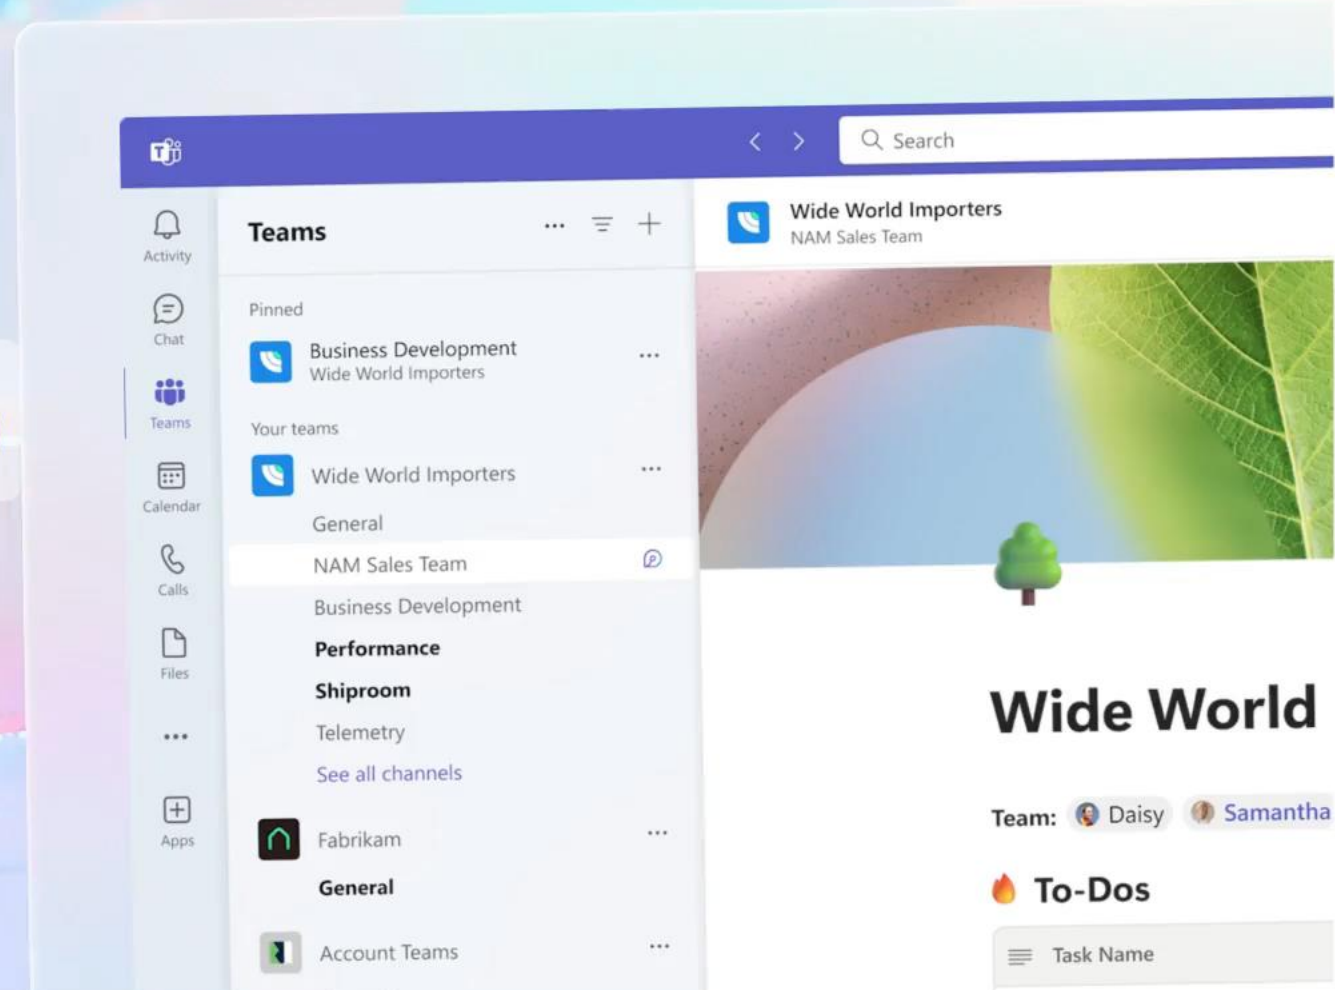 Search
Activity
Chat
Teams
Calendar
Calls
Files
Apps
Teams
Pinned
Business Development
Wide World Importers
Your teams
Wide World Importers
General
NAM Sales Team
Business Development
Performance
Shiproom
Telemetry
See all channels
Fabrikam
General
Account Teams
Wide World Importers
NAM Sales Team
Wide World
Team: Daisy Samantha
To-Dos
Task Name